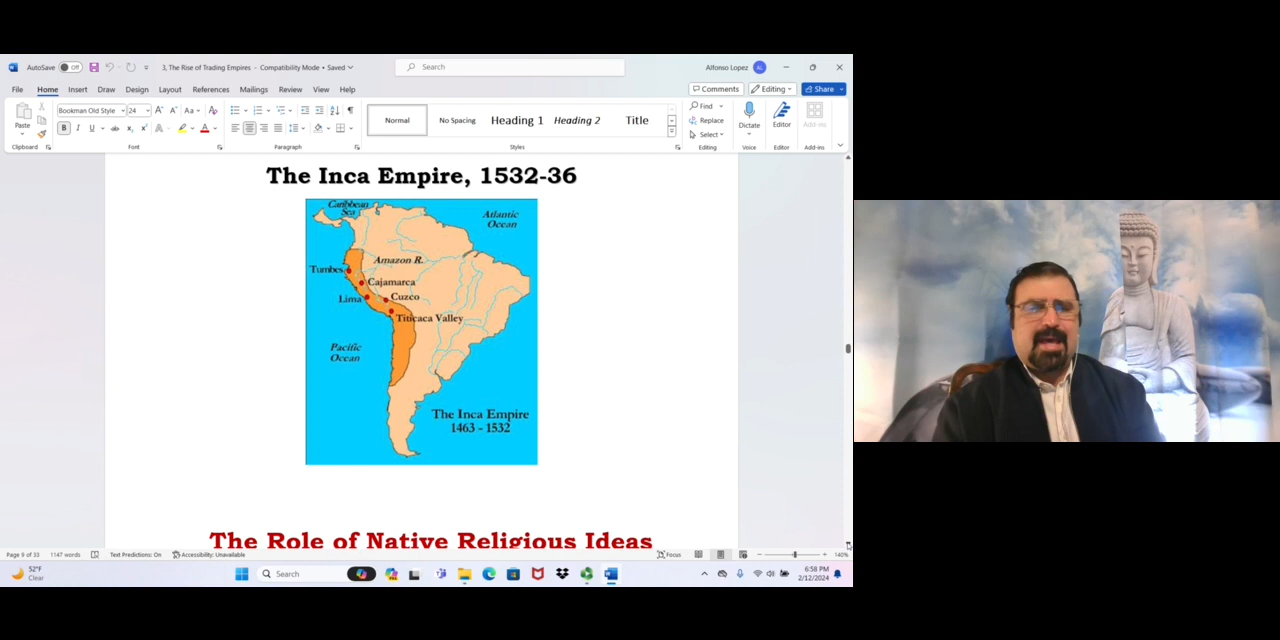 AutoSave Off 3, The Rise of Trading Empires - Compatibility Mode • Saved Search Alfonso Lopez AL
File Home Insert Draw Design Layout References Mailings Review View Help Comments Editing Share
Paste Bookman Old Style 24 Normal No Spacing Heading 1 Heading 2 Title Find Replace Select Dictate Editor Add-ins
Clipboard Font Paragraph Styles Editing Voice Editor Add-ins
The Inca Empire, 1532-36
Caribbean
Sea
Atlantic
Ocean
Amazon R.
Tumbes
Cajamarca
Lima
Cuzco
Titicaca Valley
Pacific
Ocean
The Inca Empire
1463 - 1532
The Role of Native Religious Ideas
Page 9 of 33 1147 words Text Predictions: On Accessibility: Unavailable Focus 140%
52°F
Clear
Search
6:58 PM
2/12/2024